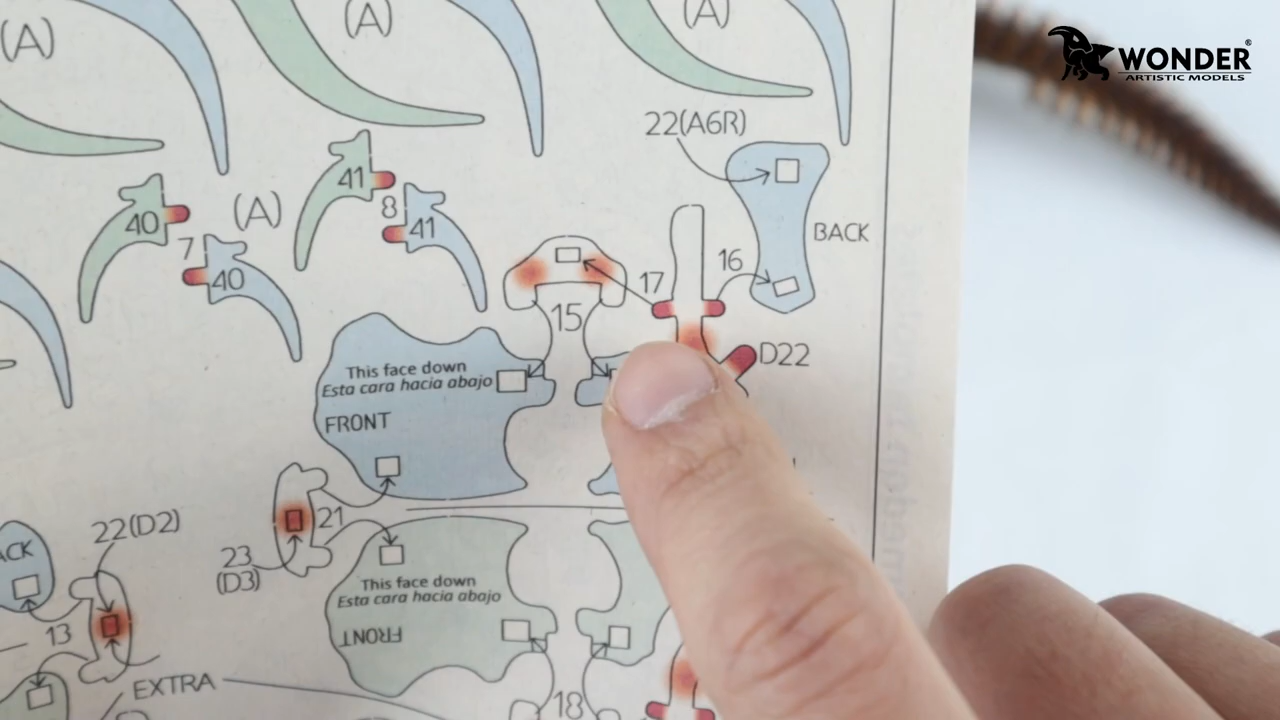 (A)
(A)
(A)
WONDER®
ARTISTIC MODELS
22(A6R)
41
40
(A)
8
41
BACK
7
40
17
16
15
D22
This face down
Esta cara hacia abajo
FRONT
22(D2)
21
23
(D3)
ACK
This face down
Esta cara hacia abajo
FRONT
13
EXTRA
18